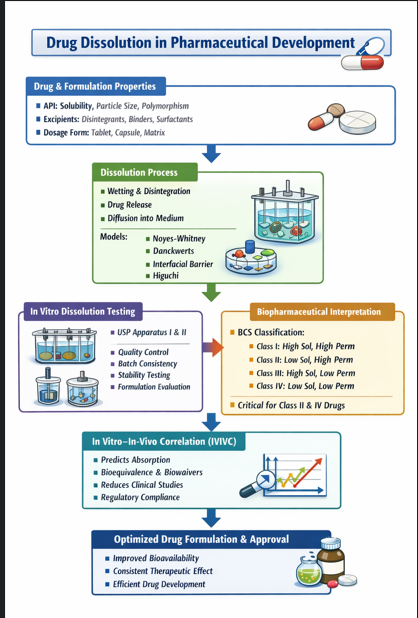 Drug Dissolution in Pharmaceutical Development
Drug & Formulation Properties
API: Solubility, Particle Size, Polymorphism
Excipients: Disintegrants, Binders, Surfactants
Dosage Form: Tablet, Capsule, Matrix
Dissolution Process
Wetting & Disintegration
Drug Release
Diffusion into Medium
Models:
Noyes-Whitney
Danckwerts
Interfacial Barrier
Higuchi
In Vitro Dissolution Testing
USP Apparatus I & II
Quality Control
Batch Consistency
Stability Testing
Formulation Evaluation
Biopharmaceutical Interpretation
BCS Classification:
Class I: High Sol, High Perm
Class II: Low Sol, High Perm
Class III: High Sol, Low Perm
Class IV: Low Sol, Low Perm
Critical for Class II & IV Drugs
In Vitro–In-Vivo Correlation (IVIVC)
Predicts Absorption
Bioequivalence & Biowaivers
Reduces Clinical Studies
Regulatory Compliance
Optimized Drug Formulation & Approval
Improved Bioavailability
Consistent Therapeutic Effect
Efficient Drug Development